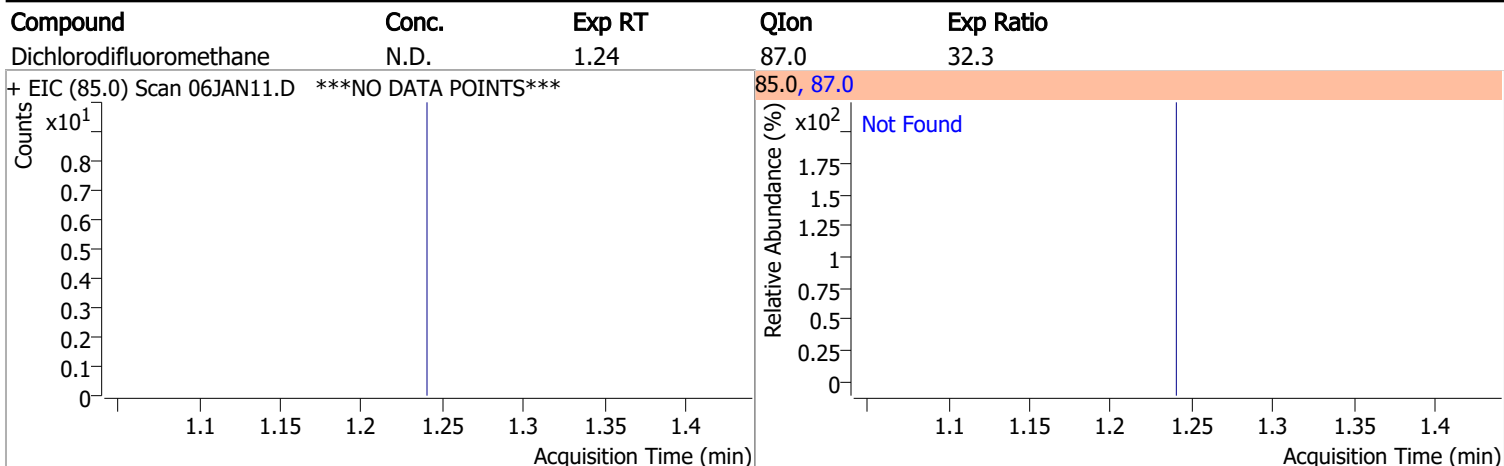 Compound Conc. Exp RT QIon Exp Ratio
Dichlorodifluoromethane N.D. 1.24 87.0 32.3
+ EIC (85.0) Scan 06JAN11.D ***NO DATA POINTS***
Counts
x10¹
0.8
0.7
0.6
0.5
0.4
0.3
0.2
0.1
0
1.1 1.15 1.2 1.25 1.3 1.35 1.4
Acquisition Time (min)
85.0, 87.0
Relative Abundance (%)
x10²
Not Found
1.75
1.5
1.25
1
0.75
0.5
0.25
0
1.1 1.15 1.2 1.25 1.3 1.35 1.4
Acquisition Time (min)